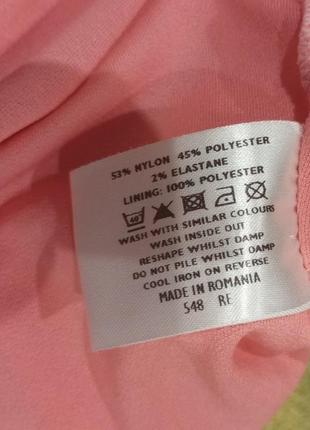 53% NYLON 45% POLYESTER
2% ELASTANE
LINING: 100% POLYESTER
40
WASH WITH SIMILAR COLOURS
WASH INSIDE OUT
RESHAPE WHILST DAMP
DO NOT PILE WHILST DAMP
COOL IRON ON REVERSE
MADE IN ROMANIA
548 RE